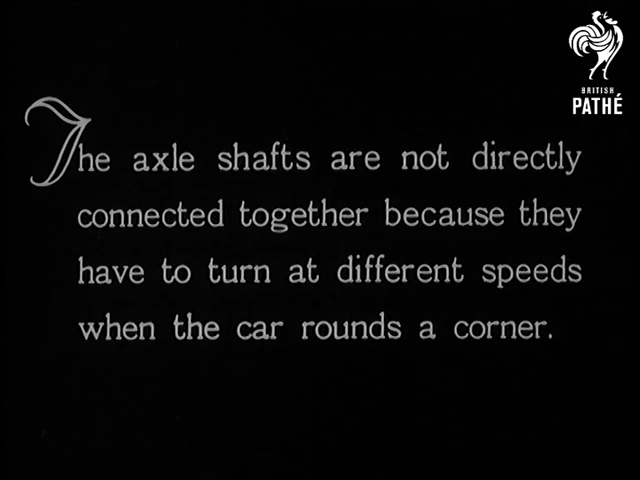 BRITISH
PATHÉ
The axle shafts are not directly
connected together because they
have to turn at different speeds
when the car rounds a corner.